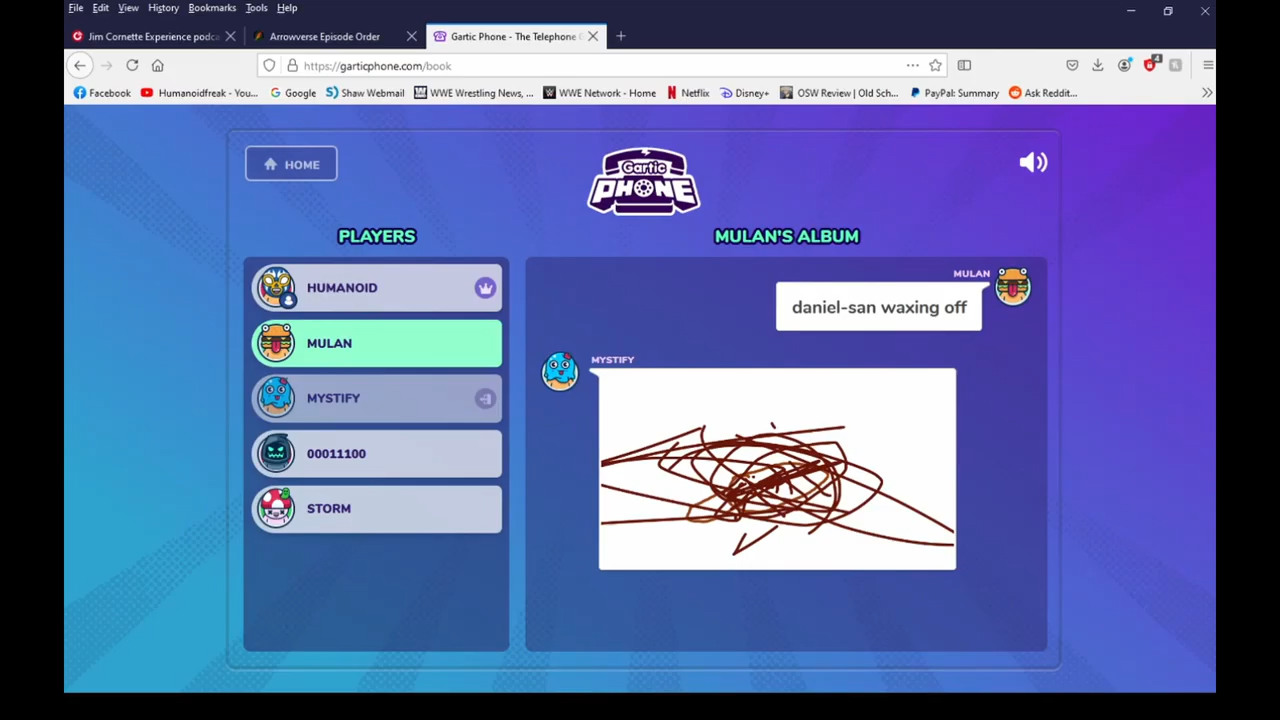 File Edit View History Bookmarks Tools Help
Jim Cornette Experience podca Arrowverse Episode Order Gartic Phone - The Telephone G
https://garticphone.com/book
4
Facebook Humanoidfreak - You... Google Shaw Webmail WWE Wrestling News, ... WWE Network - Home Netflix Disney+ OSW Review | Old Sch... PayPal: Summary Ask Reddit...
HOME
Gartic
PHONE
PLAYERS
HUMANOID
MULAN
MYSTIFY
00011100
STORM
MULAN'S ALBUM
MULAN
daniel-san waxing off
MYSTIFY